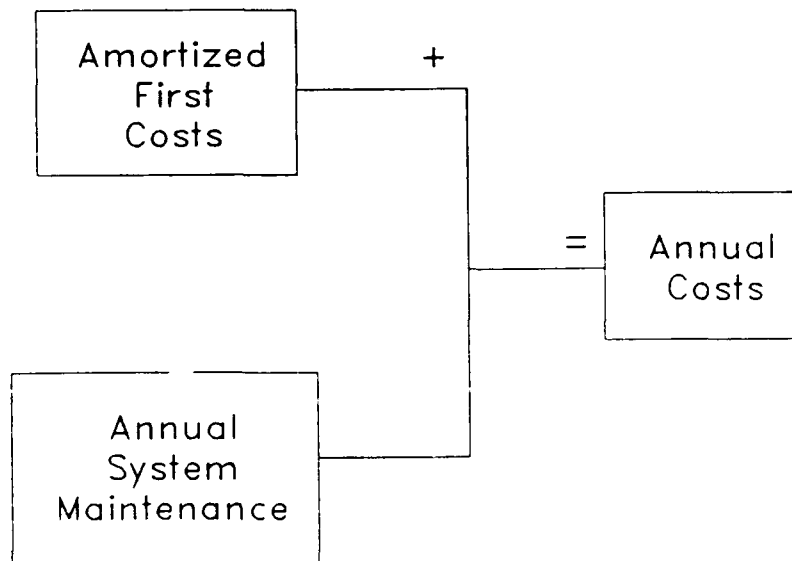 Amortized
First
Costs
+
=
Annual
Costs
Annual
System
Maintenance